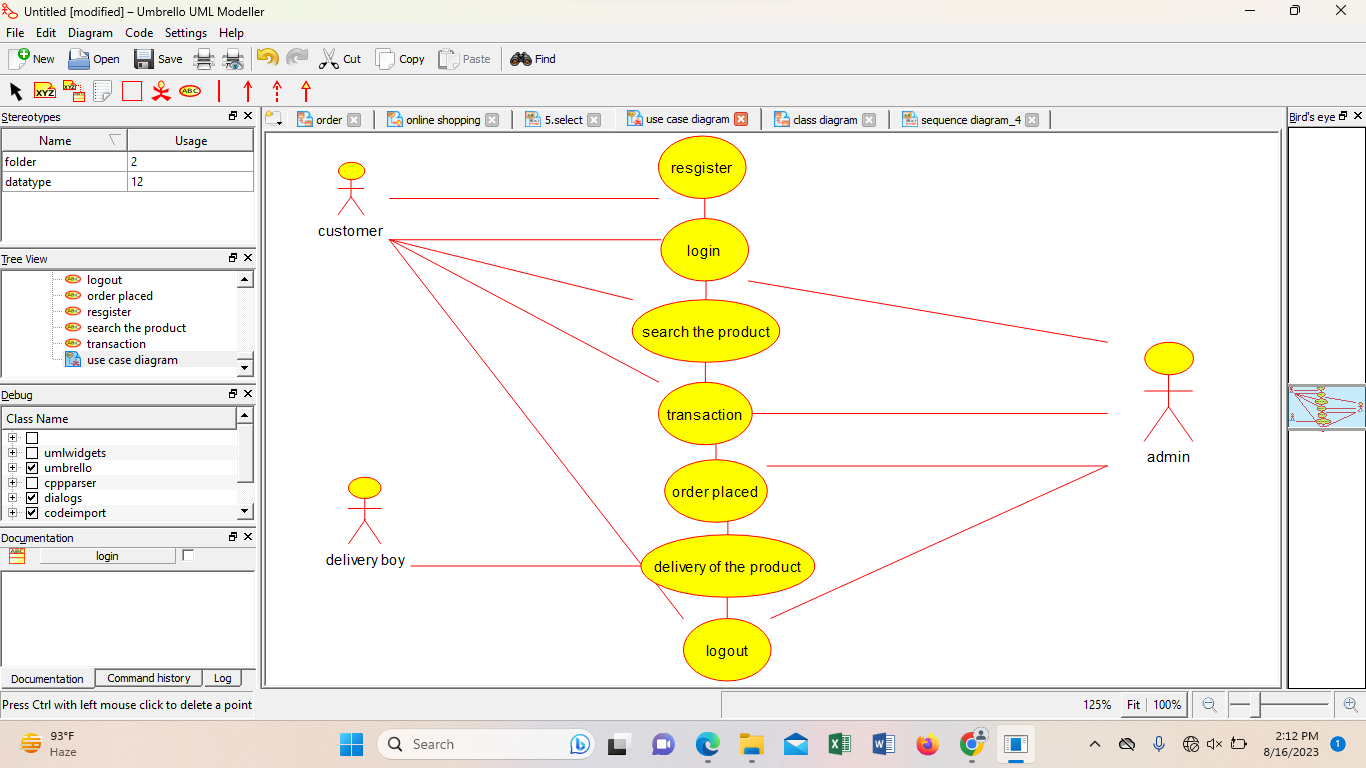 Untitled [modified] – Umbrello UML Modeller
File Edit Diagram Code Settings Help
New Open Save Cut Copy Paste Find
XYZ XYZ ABC
Stereotypes
Name Usage
folder 2
datatype 12
Tree View
logout
order placed
resgister
search the product
transaction
use case diagram
Debug
Class Name
umlwidgets
umbrello
cppparser
dialogs
codeimport
Documentation
login
Documentation Command history Log
Press Ctrl with left mouse click to delete a point
order online shopping 5.select use case diagram class diagram sequence diagram_4
Bird's eye
resgister
customer
login
search the product
transaction
admin
order placed
delivery boy
delivery of the product
logout
125% Fit 100%
93°F
Haze
Search
2:12 PM
8/16/2023
1